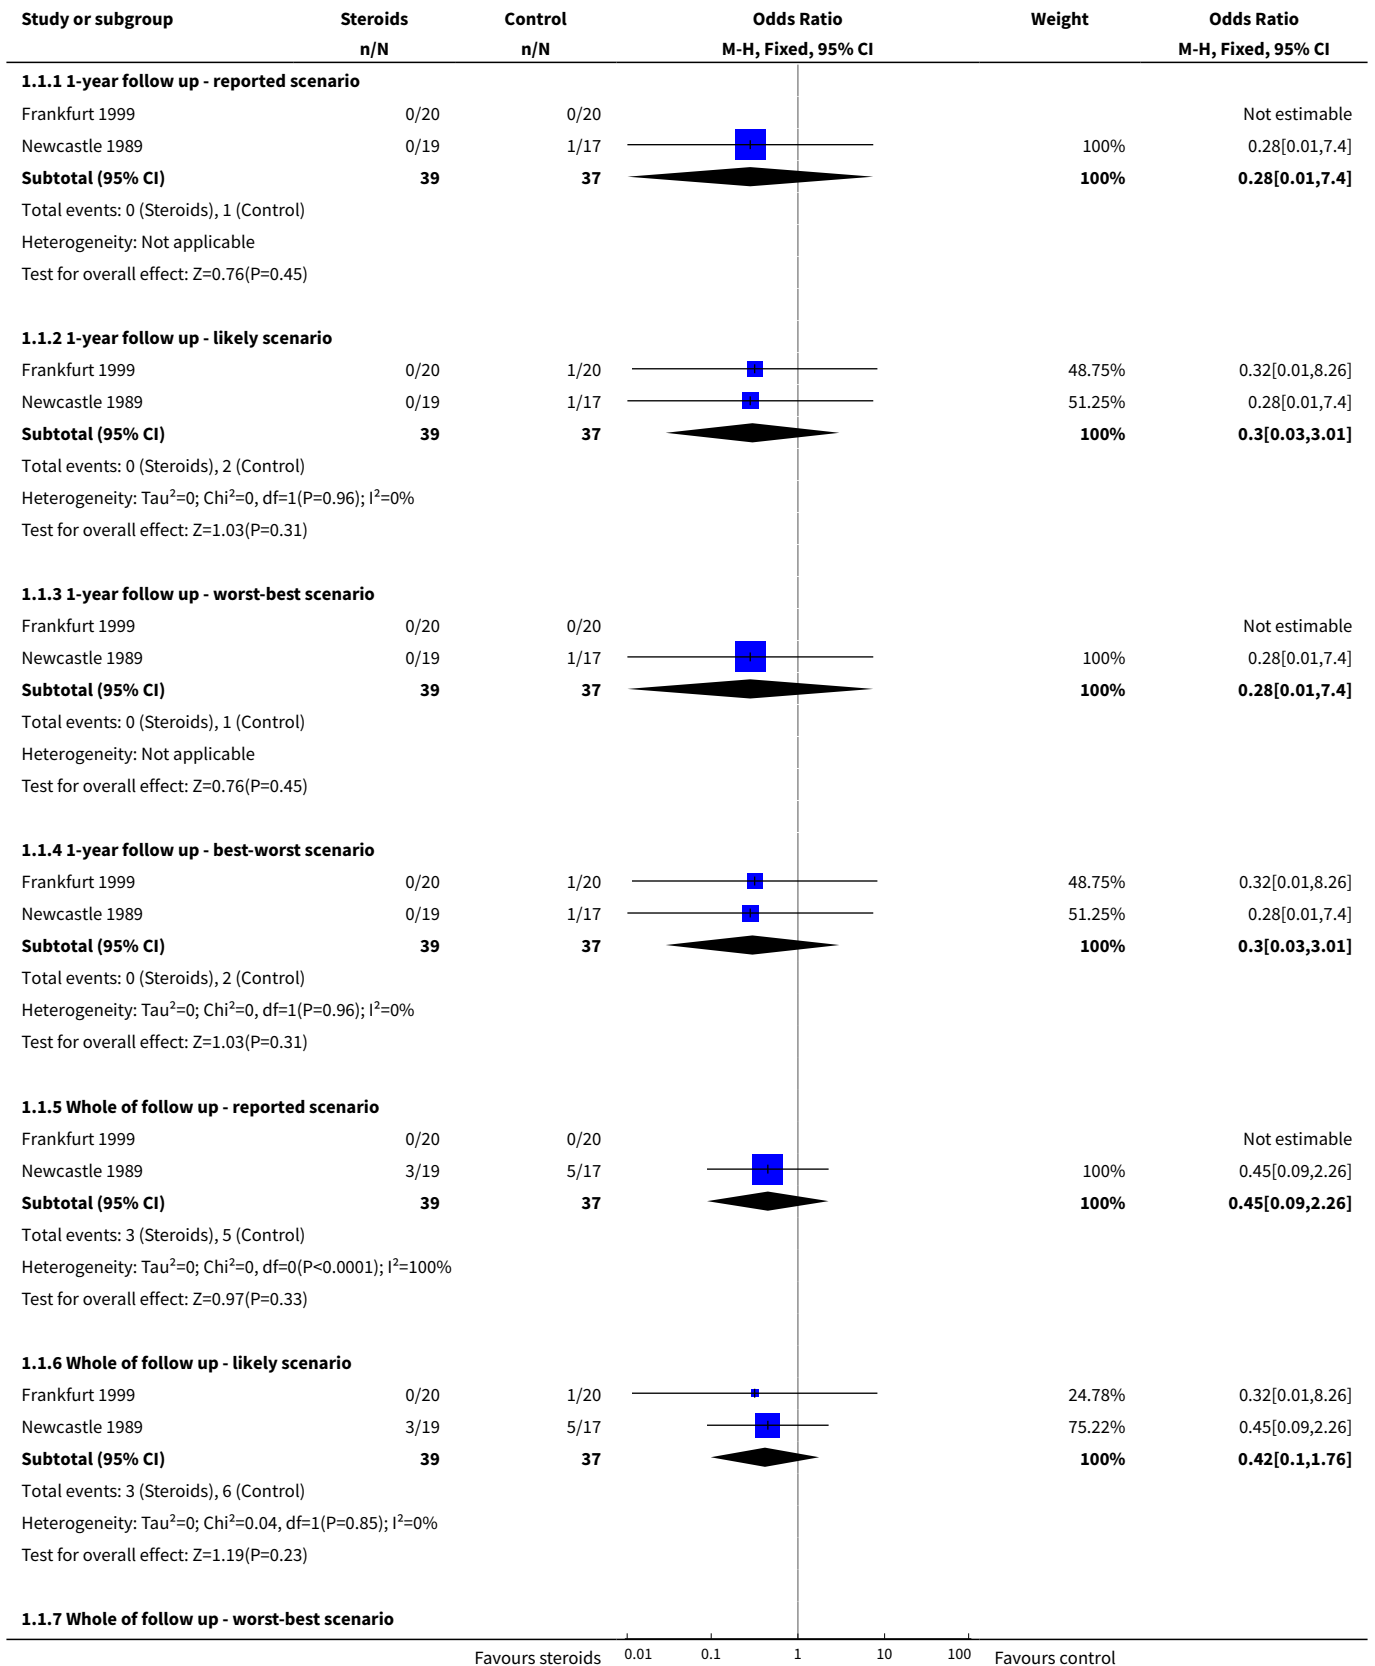 Study or subgroup Steroids Control Odds Ratio Weight Odds Ratio
n/N n/N M-H, Fixed, 95% CI M-H, Fixed, 95% CI
1.1.1 1-year follow up - reported scenario
Frankfurt 1999 0/20 0/20 Not estimable
Newcastle 1989 0/19 1/17 100% 0.28[0.01,7.4]
Subtotal (95% CI) 39 37 100% 0.28[0.01,7.4]
Total events: 0 (Steroids), 1 (Control)
Heterogeneity: Not applicable
Test for overall effect: Z=0.76(P=0.45)
1.1.2 1-year follow up - likely scenario
Frankfurt 1999 0/20 1/20 48.75% 0.32[0.01,8.26]
Newcastle 1989 0/19 1/17 51.25% 0.28[0.01,7.4]
Subtotal (95% CI) 39 37 100% 0.3[0.03,3.01]
Total events: 0 (Steroids), 2 (Control)
Heterogeneity: Tau²=0; Chi²=0, df=1(P=0.96); I²=0%
Test for overall effect: Z=1.03(P=0.31)
1.1.3 1-year follow up - worst-best scenario
Frankfurt 1999 0/20 0/20 Not estimable
Newcastle 1989 0/19 1/17 100% 0.28[0.01,7.4]
Subtotal (95% CI) 39 37 100% 0.28[0.01,7.4]
Total events: 0 (Steroids), 1 (Control)
Heterogeneity: Not applicable
Test for overall effect: Z=0.76(P=0.45)
1.1.4 1-year follow up - best-worst scenario
Frankfurt 1999 0/20 1/20 48.75% 0.32[0.01,8.26]
Newcastle 1989 0/19 1/17 51.25% 0.28[0.01,7.4]
Subtotal (95% CI) 39 37 100% 0.3[0.03,3.01]
Total events: 0 (Steroids), 2 (Control)
Heterogeneity: Tau²=0; Chi²=0, df=1(P=0.96); I²=0%
Test for overall effect: Z=1.03(P=0.31)
1.1.5 Whole of follow up - reported scenario
Frankfurt 1999 0/20 0/20 Not estimable
Newcastle 1989 3/19 5/17 100% 0.45[0.09,2.26]
Subtotal (95% CI) 39 37 100% 0.45[0.09,2.26]
Total events: 3 (Steroids), 5 (Control)
Heterogeneity: Tau²=0; Chi²=0, df=0(P<0.0001); I²=100%
Test for overall effect: Z=0.97(P=0.33)
1.1.6 Whole of follow up - likely scenario
Frankfurt 1999 0/20 1/20 24.78% 0.32[0.01,8.26]
Newcastle 1989 3/19 5/17 75.22% 0.45[0.09,2.26]
Subtotal (95% CI) 39 37 100% 0.42[0.1,1.76]
Total events: 3 (Steroids), 6 (Control)
Heterogeneity: Tau²=0; Chi²=0.04, df=1(P=0.85); I²=0%
Test for overall effect: Z=1.19(P=0.23)
1.1.7 Whole of follow up - worst-best scenario
Favours steroids 0.01 0.1 1 10 100 Favours control